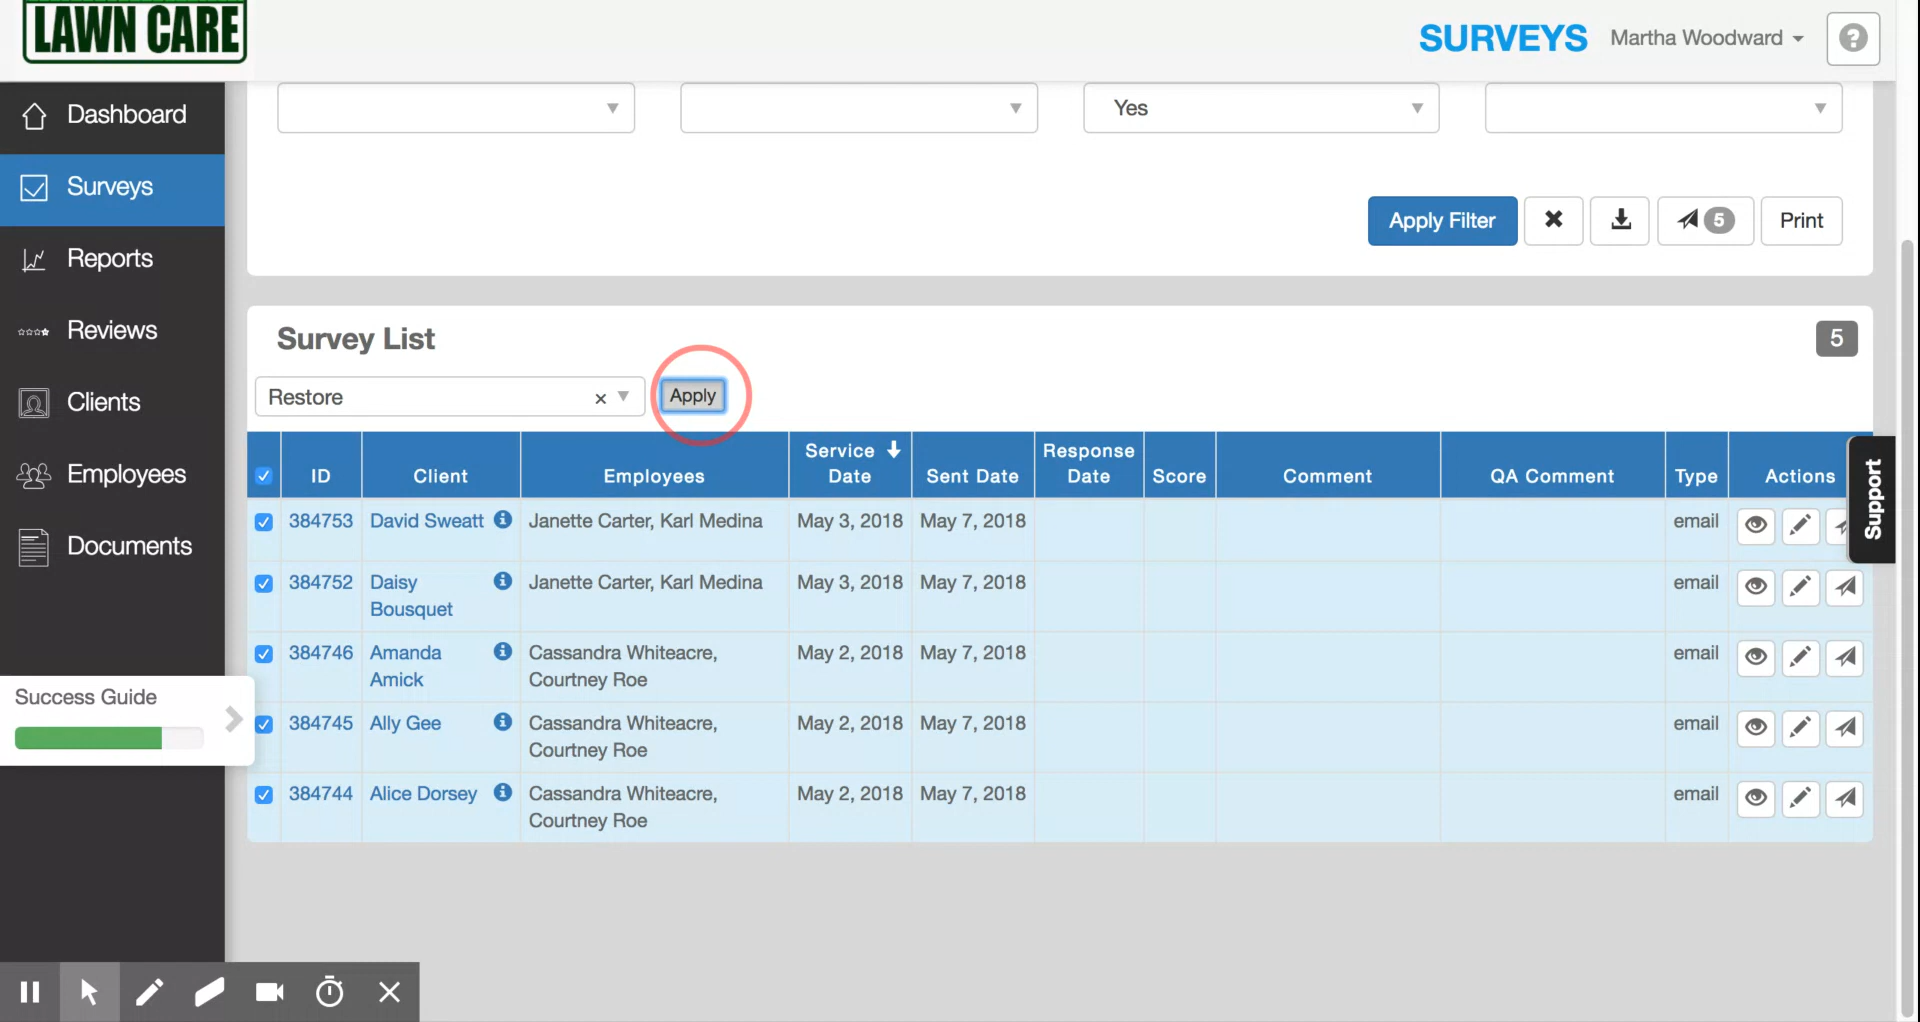 LAWN CARE
SURVEYS
Martha Woodward
?
Dashboard
Surveys
Reports
Reviews
Clients
Employees
Documents
Success Guide
Yes
Apply Filter
5
Print
Survey List
5
Restore
Apply
ID Client Employees Service Date Sent Date Response Date Score Comment QA Comment Type Actions
384753 David Sweatt Janette Carter, Karl Medina May 3, 2018 May 7, 2018 email
384752 Daisy Bousquet Janette Carter, Karl Medina May 3, 2018 May 7, 2018 email
384746 Amanda Amick Cassandra Whiteacre, Courtney Roe May 2, 2018 May 7, 2018 email
384745 Ally Gee Cassandra Whiteacre, Courtney Roe May 2, 2018 May 7, 2018 email
384744 Alice Dorsey Cassandra Whiteacre, Courtney Roe May 2, 2018 May 7, 2018 email
Support